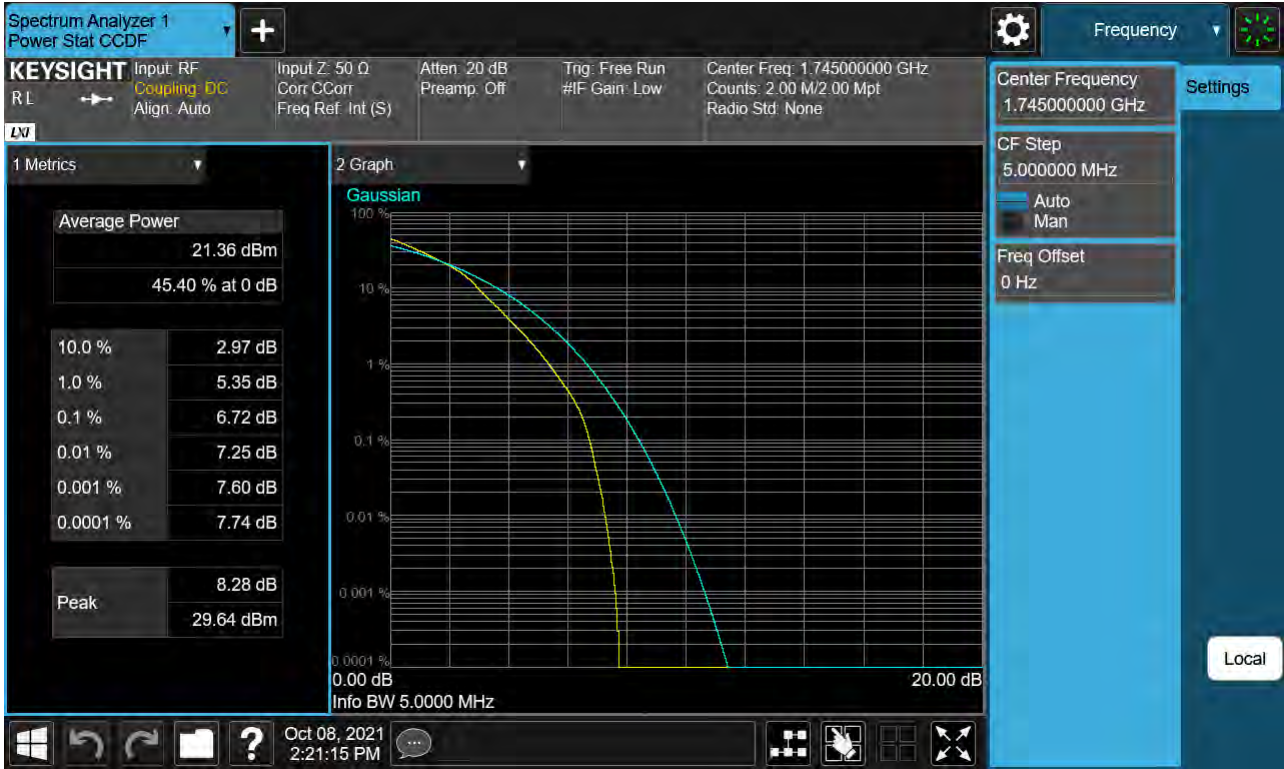 Spectrum Analyzer 1
Power Stat CCDF
+
Frequency
KEYSIGHT
R L
LXI
Input: RF
Coupling: DC
Align: Auto
Input Z: 50 Ω
Corr CCorr
Freq Ref: Int (S)
Atten: 20 dB
Preamp: Off
Trig: Free Run
#IF Gain: Low
Center Freq: 1.745000000 GHz
Counts: 2.00 M/2.00 Mpt
Radio Std: None
Center Frequency
1.745000000 GHz
Settings
CF Step
5.000000 MHz
Auto
Man
Freq Offset
0 Hz
1 Metrics
Average Power
21.36 dBm
45.40 % at 0 dB
10.0 % 2.97 dB
1.0 % 5.35 dB
0.1 % 6.72 dB
0.01 % 7.25 dB
0.001 % 7.60 dB
0.0001 % 7.74 dB
Peak
8.28 dB
29.64 dBm
2 Graph
Gaussian
100 %
10 %
1 %
0.1 %
0.01 %
0.001 %
0.0001 %
0.00 dB 20.00 dB
Info BW 5.0000 MHz
Local
?
Oct 08, 2021
2:21:15 PM